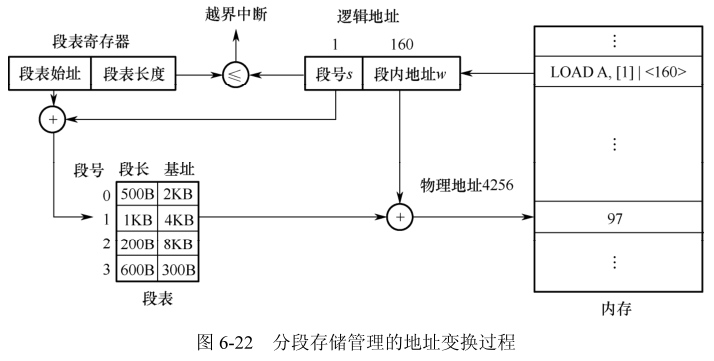 越界中断
逻辑地址
段表寄存器
1 160
⋮
段表始址 段表长度
≤
段号s 段内地址w
LOAD A, [1] | <160>
+
⋮
段号 段长 基址
物理地址4256
0 500B 2KB
1 1KB 4KB
+
97
2 200B 8KB
3 600B 300B
⋮
段表
内存
图 6-22 分段存储管理的地址变换过程